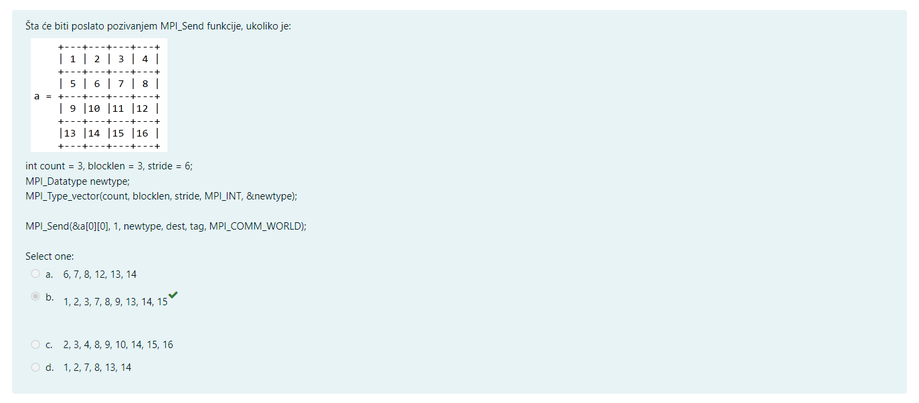 Šta će biti poslato pozivanjem MPI_Send funkcije, ukoliko je:
+---+---+---+---+
| 1 | 2 | 3 | 4 |
+---+---+---+---+
| 5 | 6 | 7 | 8 |
a = +---+---+---+---+
| 9 |10 |11 |12 |
+---+---+---+---+
|13 |14 |15 |16 |
+---+---+---+---+
int count = 3, blocklen = 3, stride = 6;
MPI_Datatype newtype;
MPI_Type_vector(count, blocklen, stride, MPI_INT, &newtype);
MPI_Send(&a[0][0], 1, newtype, dest, tag, MPI_COMM_WORLD);
Select one:
a. 6, 7, 8, 12, 13, 14
b. 1, 2, 3, 7, 8, 9, 13, 14, 15
c. 2, 3, 4, 8, 9, 10, 14, 15, 16
d. 1, 2, 7, 8, 13, 14